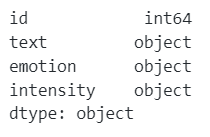 id             int64
text          object
emotion       object
intensity     object
dtype: object